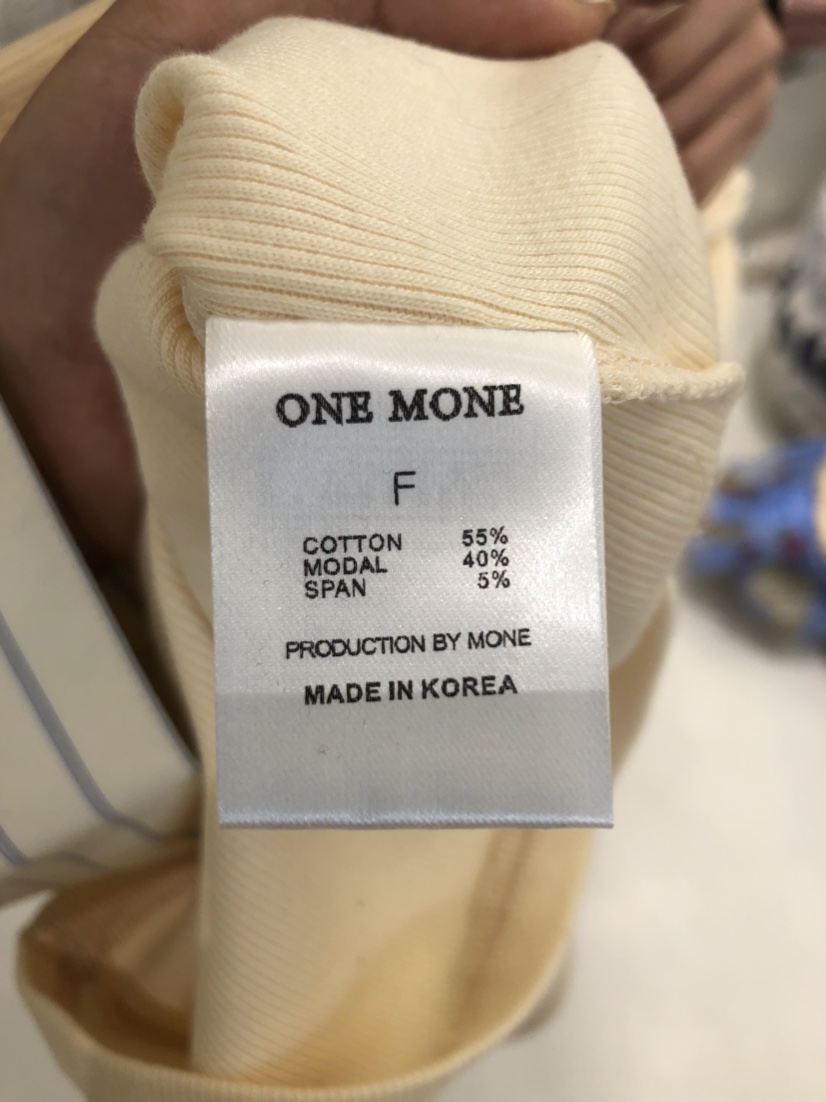 ONE MONE
F
COTTON 55%
MODAL 40%
SPAN 5%
PRODUCTION BY MONE
MADE IN KOREA